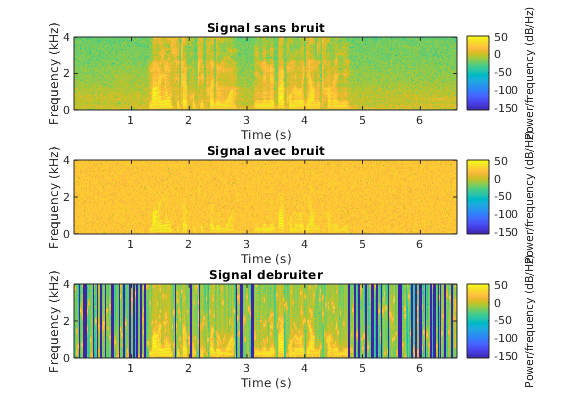 Signal sans bruit
Frequency (kHz)
4
2
0
1 2 3 4 5 6
Time (s)
50
0
-50
-100
-150
Power/frequency (dB/Hz)
Signal avec bruit
Frequency (kHz)
4
2
0
1 2 3 4 5 6
Time (s)
50
0
-50
-100
-150
Power/frequency (dB/Hz)
Signal debruiter
Frequency (kHz)
4
2
0
1 2 3 4 5 6
Time (s)
50
0
-50
-100
-150
Power/frequency (dB/Hz)